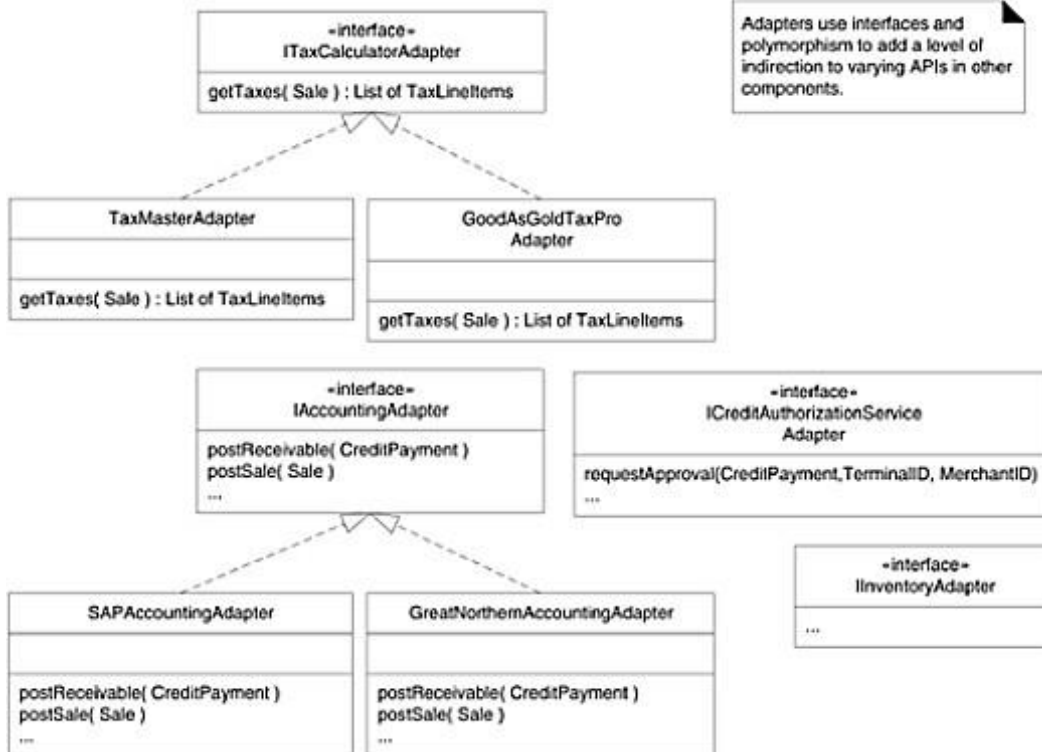 «interface»
ITaxCalculatorAdapter
getTaxes( Sale ) : List of TaxLineItems
Adapters use interfaces and
polymorphism to add a level of
indirection to varying APIs in other
components.
TaxMasterAdapter
getTaxes( Sale ) : List of TaxLineItems
GoodAsGoldTaxPro
Adapter
getTaxes( Sale ) : List of TaxLineItems
«interface»
IAccountingAdapter
postReceivable( CreditPayment )
postSale( Sale )
...
«interface»
ICreditAuthorizationService
Adapter
requestApproval(CreditPayment,TerminalID, MerchantID)
...
«interface»
IInventoryAdapter
...
SAPAccountingAdapter
postReceivable( CreditPayment )
postSale( Sale )
...
GreatNorthernAccountingAdapter
postReceivable( CreditPayment )
postSale( Sale )
...